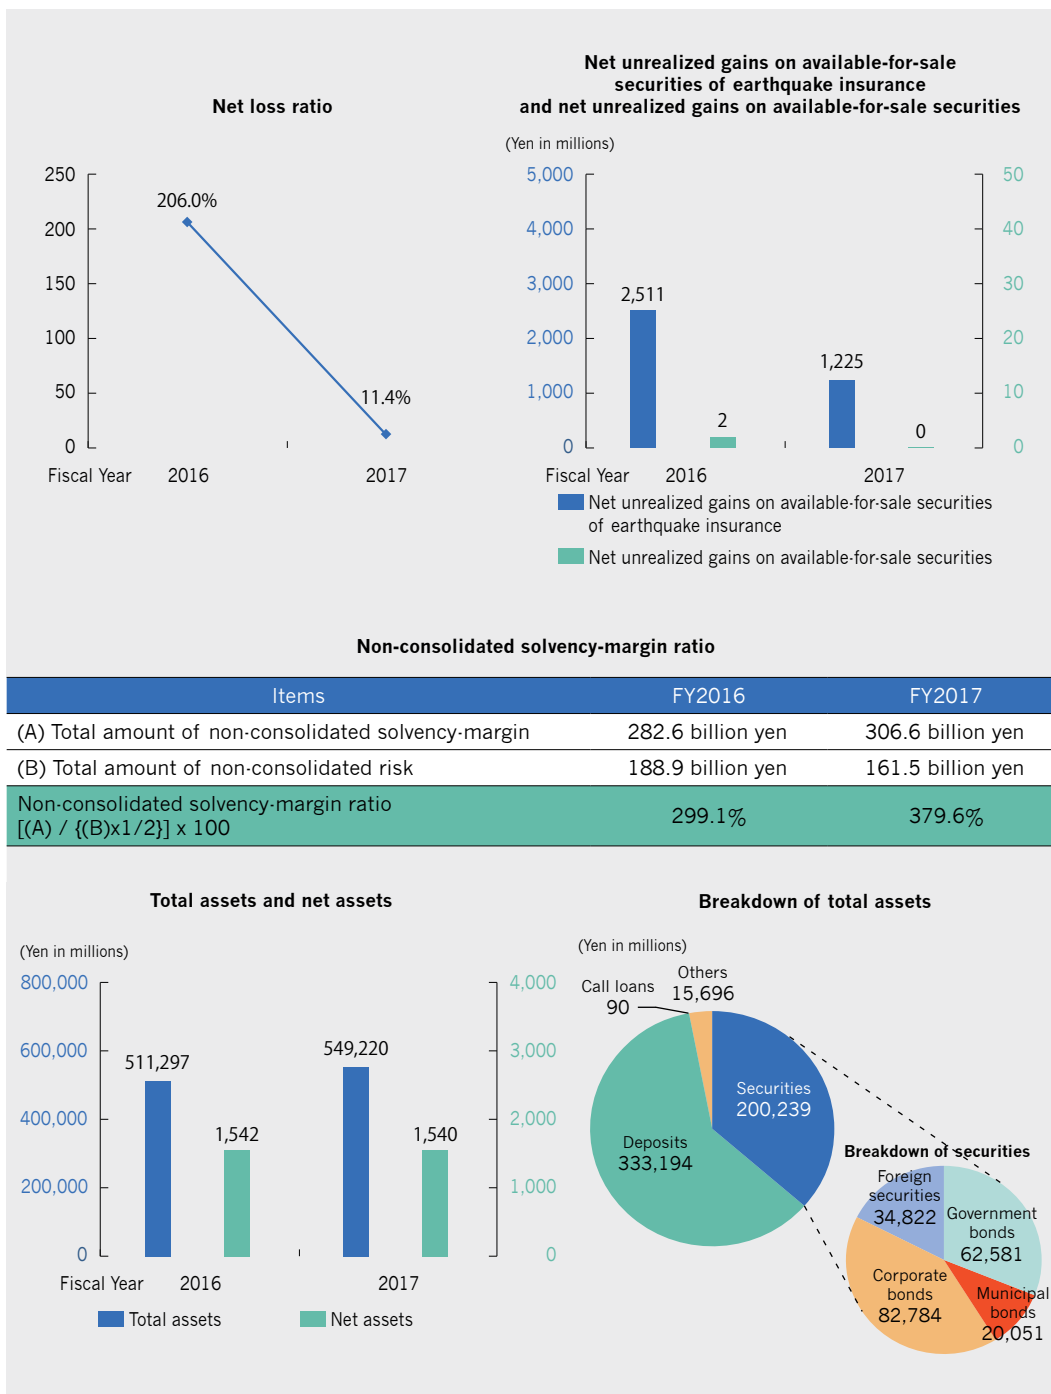 Net loss ratio
250
200
150
100
50
0
206.0%
11.4%
Fiscal Year 2016 2017
Net unrealized gains on available-for-sale
securities of earthquake insurance
and net unrealized gains on available-for-sale securities
(Yen in millions)
5,000
4,000
3,000
2,000
1,000
0
50
40
30
20
10
0
2,511
2
1,225
0
Fiscal Year 2016 2017
Net unrealized gains on available-for-sale securities
of earthquake insurance
Net unrealized gains on available-for-sale securities
Non-consolidated solvency-margin ratio
Items FY2016 FY2017
(A) Total amount of non-consolidated solvency-margin 282.6 billion yen 306.6 billion yen
(B) Total amount of non-consolidated risk 188.9 billion yen 161.5 billion yen
Non-consolidated solvency-margin ratio
[(A) / {(B)x1/2}] x 100 299.1% 379.6%
Total assets and net assets
(Yen in millions)
800,000
600,000
400,000
200,000
0
4,000
3,000
2,000
1,000
0
511,297
1,542
549,220
1,540
Fiscal Year 2016 2017
Total assets Net assets
Breakdown of total assets
(Yen in millions)
Others
15,696
Call loans
90
Securities
200,239
Deposits
333,194
Breakdown of securities
Foreign
securities
34,822
Government
bonds
62,581
Corporate
bonds
82,784
Municipal
bonds
20,051